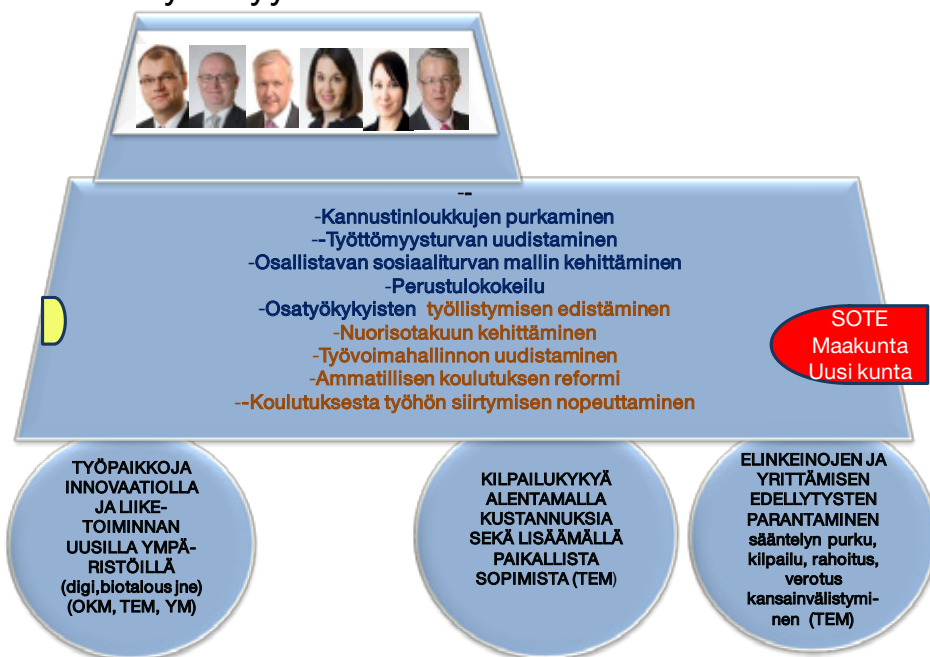 --
-Kannustinloukkujen purkaminen
--Työttömyysturvan uudistaminen
-Osallistavan sosiaaliturvan mallin kehittäminen
-Perustulokokeilu
-Osatyökykyisten työllistymisen edistäminen
-Nuorisotakuun kehittäminen
-Työvoimahallinnon uudistaminen
-Ammatillisen koulutuksen reformi
--Koulutuksesta työhön siirtymisen nopeuttaminen
SOTE
Maakunta
Uusi kunta
TYÖPAIKKOJA
INNOVAATIOLLA
JA LIIKE-
TOIMINNAN
UUSILLA YMPÄ-
RISTÖILLÄ
(digi,biotalous jne)
(OKM, TEM, YM)
KILPAILUKYKYÄ
ALENTAMALLA
KUSTANNUKSIA
SEKÄ LISÄÄMÄLLÄ
PAIKALLISTA
SOPIMISTA (TEM)
ELINKEINOJEN JA
YRITTÄMISEN
EDELLYTYSTEN
PARANTAMINEN
sääntelyn purku,
kilpailu, rahoitus,
verotus
kansainvälistymi-
nen (TEM)